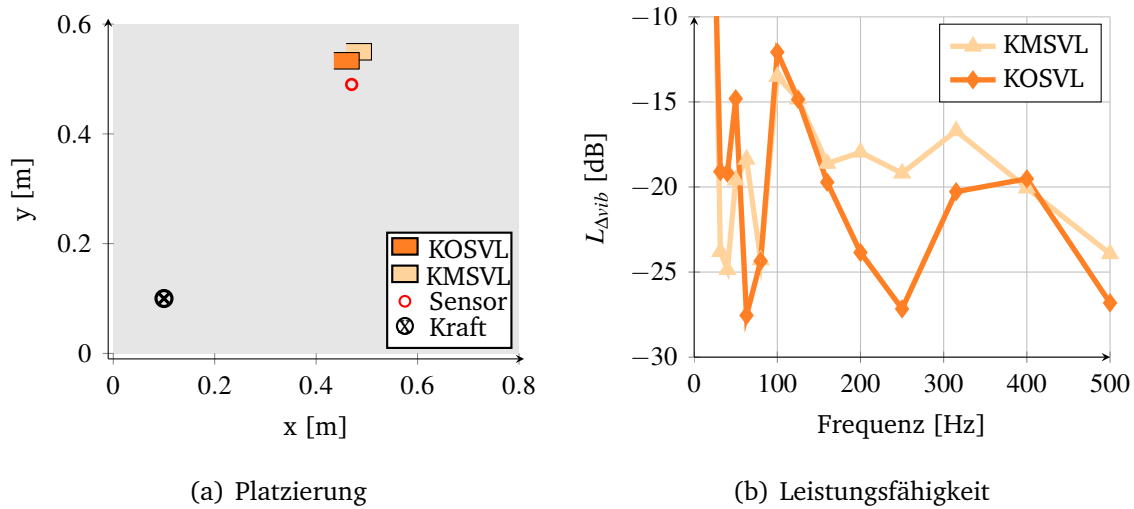 0.6
0.4
0.2
0
y [m]
KOSVL
KMSVL
Sensor
Kraft
0
0.2
0.4
0.6
0.8
x [m]
(a) Platzierung
−10
−15
−20
−25
−30
L_{Δvib} [dB]
KMSVL
KOSVL
0
100
200
300
400
500
Frequenz [Hz]
(b) Leistungsfähigkeit